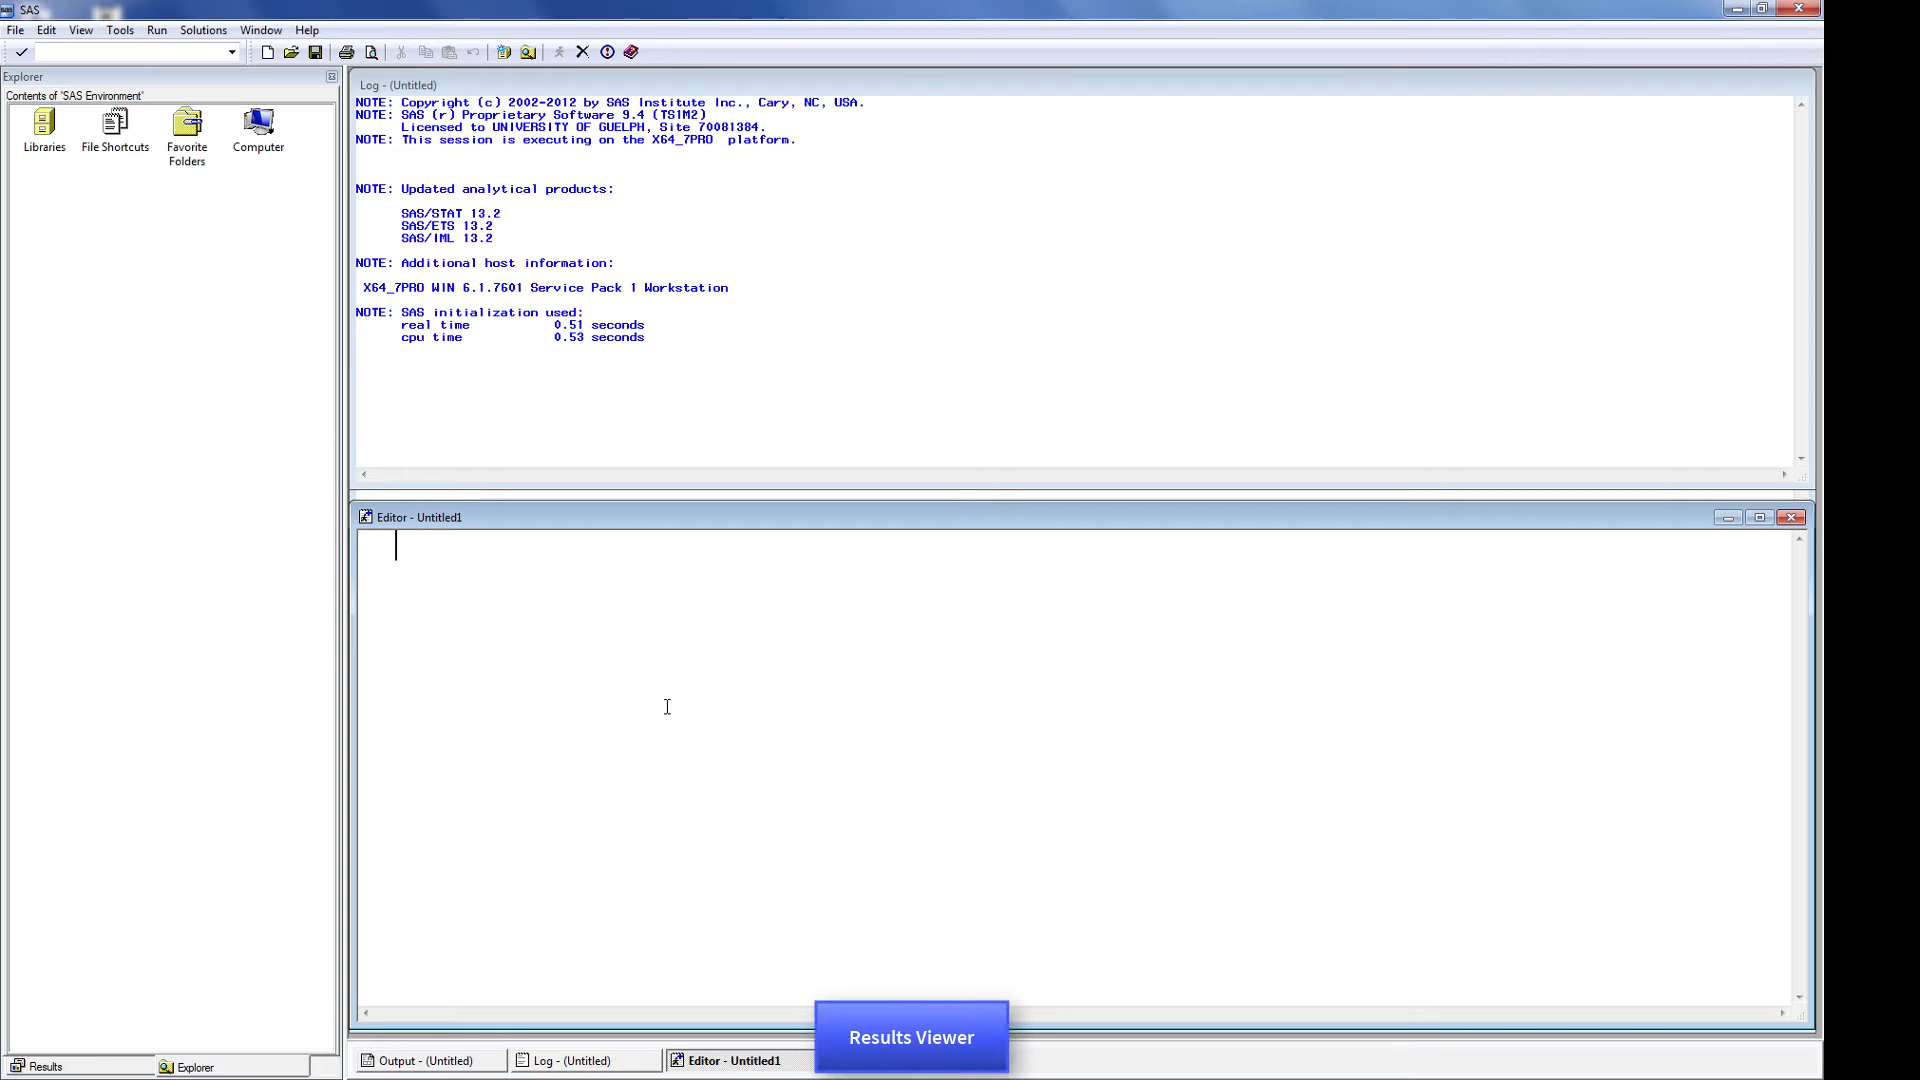 SAS
File Edit View Tools Run Solutions Window Help
Explorer
Contents of 'SAS Environment'
Libraries
File Shortcuts
Favorite
Folders
Computer
Log - (Untitled)
NOTE: Copyright (c) 2002-2012 by SAS Institute Inc., Cary, NC, USA.
NOTE: SAS (r) Proprietary Software 9.4 (TS1M2)
Licensed to UNIVERSITY OF GUELPH, Site 70081384.
NOTE: This session is executing on the X64_7PRO platform.
NOTE: Updated analytical products:
SAS/STAT 13.2
SAS/ETS 13.2
SAS/IML 13.2
NOTE: Additional host information:
X64_7PRO WIN 6.1.7601 Service Pack 1 Workstation
NOTE: SAS initialization used:
real time 0.51 seconds
cpu time 0.53 seconds
Editor - Untitled1
Results Viewer
Results
Explorer
Output - (Untitled)
Log - (Untitled)
Editor - Untitled1